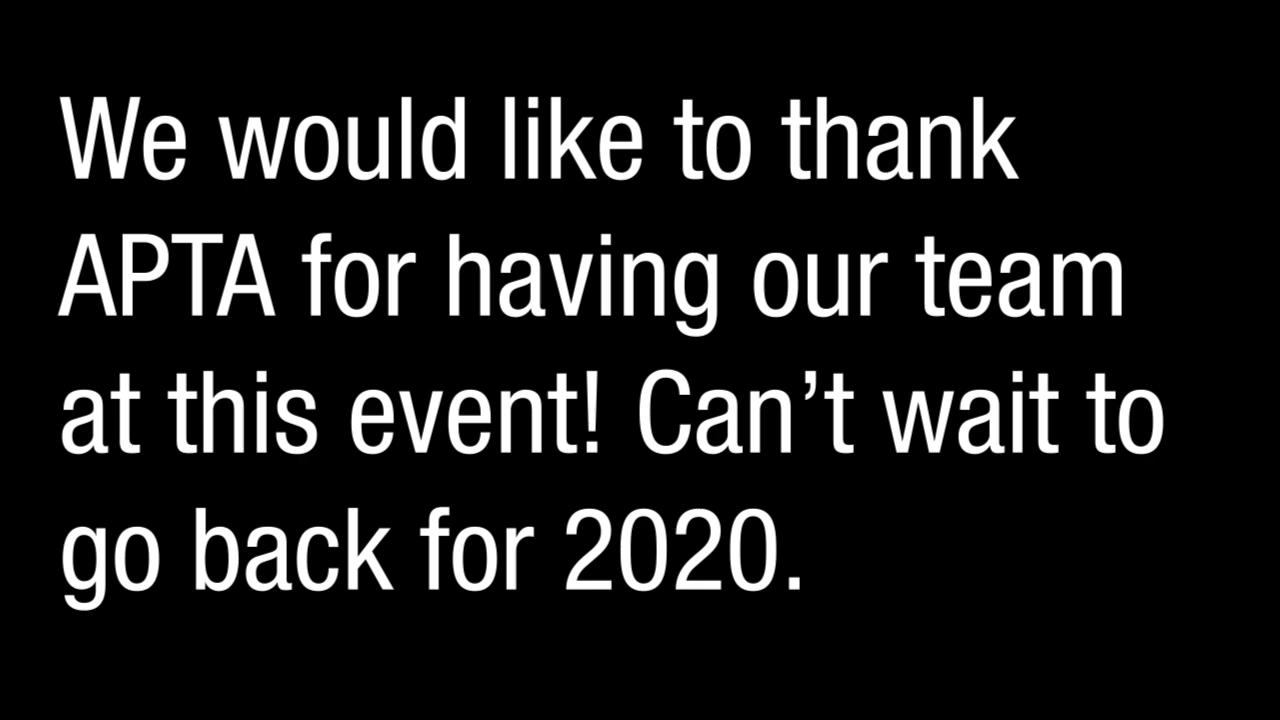 We would like to thank
APTA for having our team
at this event! Can’t wait to
go back for 2020.